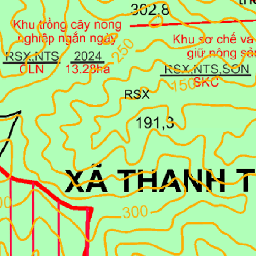 302,8
Khu trồng cây nông
nghiệp ngắn ngày
RSX.NTS 2024
CLN 13.28ha
Khu sơ chế và
giữ nông sả
RSX.NTS.SON
SKC
250
150
RSX
191,3
XÃ THANH T
300